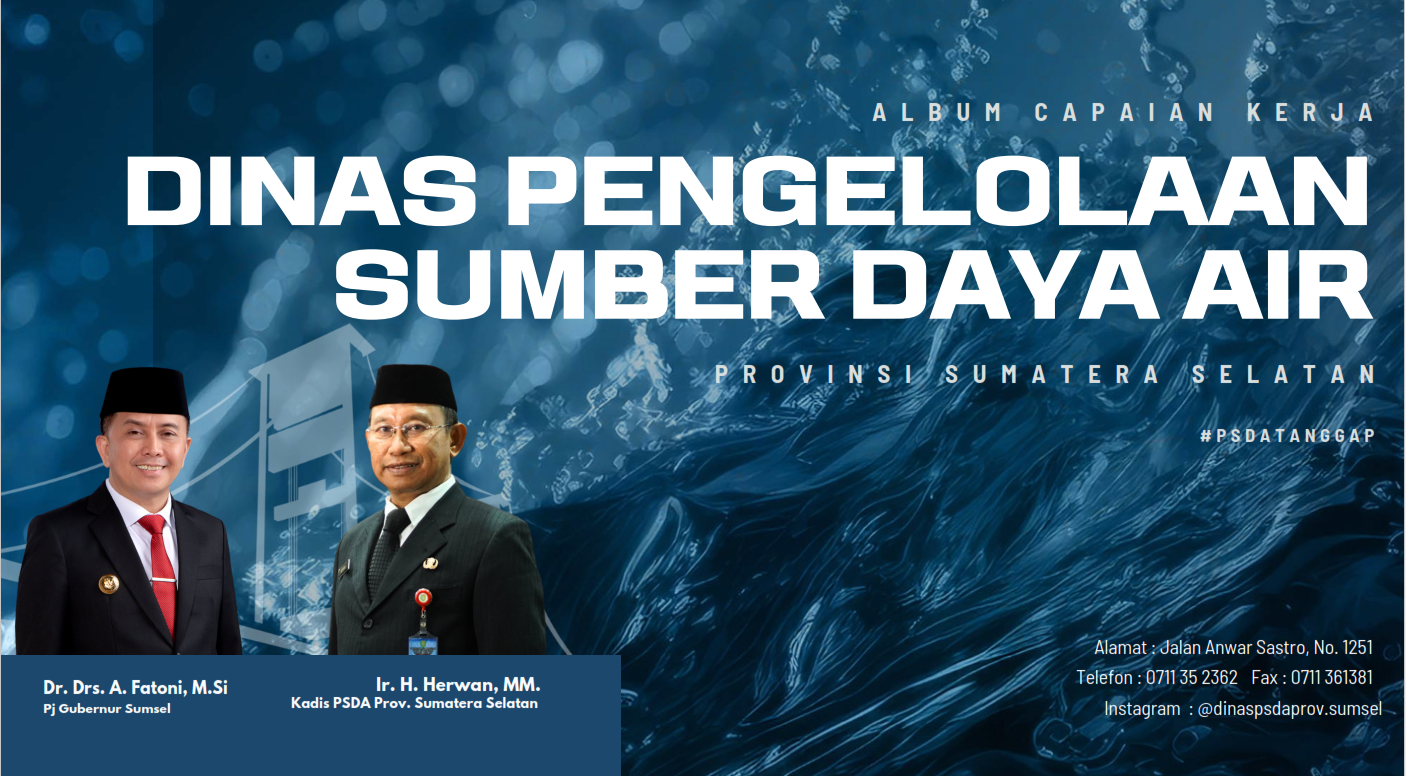 ALBUM CAPAIAN KERJA
DINAS PENGELOLAAN
SUMBER DAYA AIR
PROVINSI SUMATERA SELATAN
#PSDATANGGAP
Dr. Drs. A. Fatoni, M.Si
Pj Gubernur Sumsel
Ir. H. Herwan, MM.
Kadis PSDA Prov. Sumatera Selatan
Alamat : Jalan Anwar Sastro, No. 1251
Telefon : 0711 35 2362 Fax : 0711 361381
Instagram : @dinaspsdaprov.sumsel